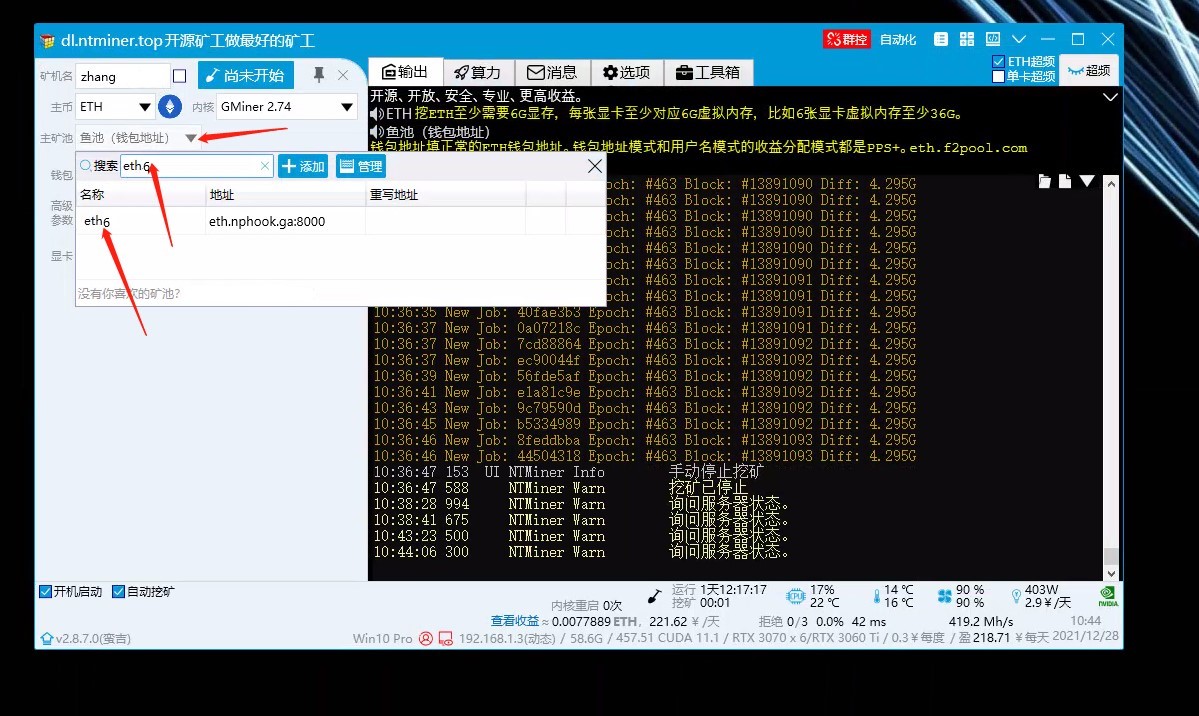 dl.ntminer.top 开源矿工做最好的矿工
群控 自动化
矿机名 zhang 尚未开始
输出 算力 消息 选项 工具箱
ETH超频
单卡超频
超频
主币 ETH 内核 GMiner 2.74
主矿池 鱼池（钱包地址）
开源、开放、安全、专业、更高收益。
ETH 挖ETH至少需要6G显存，每张显卡至少对应6G虚拟内存，比如6张显卡虚拟内存至少36G。
鱼池（钱包地址）
钱包地址填正常的ETH钱包地址。钱包地址模式和用户名模式的收益分配模式都是PPS+。eth.f2pool.com
钱包
高级
参数
显卡
搜索 eth6 添加 管理
名称 地址 重写地址
eth6 eth.nphook.ga:8000
没有你喜欢的矿池?
poch: #463 Block: #13891090 Diff: 4.295G
poch: #463 Block: #13891090 Diff: 4.295G
poch: #463 Block: #13891090 Diff: 4.295G
poch: #463 Block: #13891090 Diff: 4.295G
poch: #463 Block: #13891090 Diff: 4.295G
poch: #463 Block: #13891090 Diff: 4.295G
poch: #463 Block: #13891091 Diff: 4.295G
poch: #463 Block: #13891091 Diff: 4.295G
10:36:35 New Job: 40fae3b3 Epoch: #463 Block: #13891091 Diff: 4.295G
10:36:37 New Job: 0a07218c Epoch: #463 Block: #13891091 Diff: 4.295G
10:36:37 New Job: 7cd88864 Epoch: #463 Block: #13891092 Diff: 4.295G
10:36:37 New Job: ec90044f Epoch: #463 Block: #13891092 Diff: 4.295G
10:36:39 New Job: 56fde5af Epoch: #463 Block: #13891092 Diff: 4.295G
10:36:41 New Job: e1a81c9e Epoch: #463 Block: #13891092 Diff: 4.295G
10:36:43 New Job: 9c79590d Epoch: #463 Block: #13891092 Diff: 4.295G
10:36:45 New Job: b5334989 Epoch: #463 Block: #13891092 Diff: 4.295G
10:36:46 New Job: 8feddbba Epoch: #463 Block: #13891093 Diff: 4.295G
10:36:46 New Job: 44504318 Epoch: #463 Block: #13891093 Diff: 4.295G
10:36:47 153 UI NTMiner Info 手动停止挖矿
10:36:47 588 NTMiner Warn 挖矿已停止
10:38:28 994 NTMiner Warn 询问服务器状态。
10:38:41 675 NTMiner Warn 询问服务器状态。
10:43:23 500 NTMiner Warn 询问服务器状态。
10:44:06 300 NTMiner Warn 询问服务器状态。
开机启动 自动挖矿
内核重启 0次
运行 1天12:17:17
挖矿 00:01
CPU 17%
22 ℃
14 ℃
16 ℃
90 %
90 %
403W
2.9 ¥/天
NVIDIA
查看收益 ≈ 0.0077889 ETH，221.62 ¥ /天 拒绝 0/3 0.0% 42 ms 419.2 Mh/s 10:44
v2.8.7.0(蛮吉) Win10 Pro 192.168.1.3(动态) / 58.6G / 457.51 CUDA 11.1 / RTX 3070 x 6/RTX 3060 Ti / 0.3 ¥ 每度 / 盈 218.71 ¥ 每天 2021/12/28